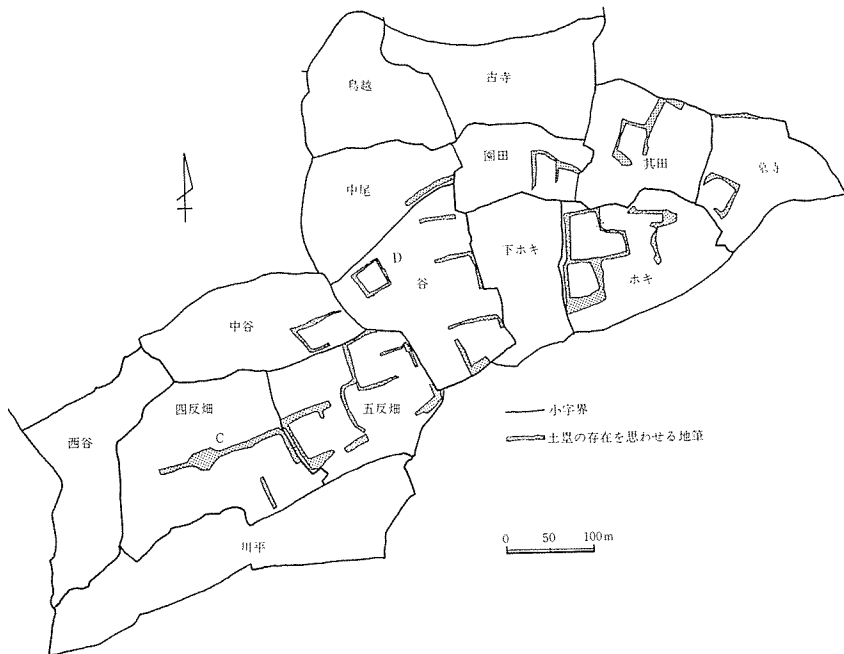 鳥越
古寺
園田
其田
堂寺
中尾
D
谷
下ホキ
ホキ
中谷
四反畑
五反畑
C
西谷
川平
小字界
土塁の存在を思わせる地筆
0 50 100m